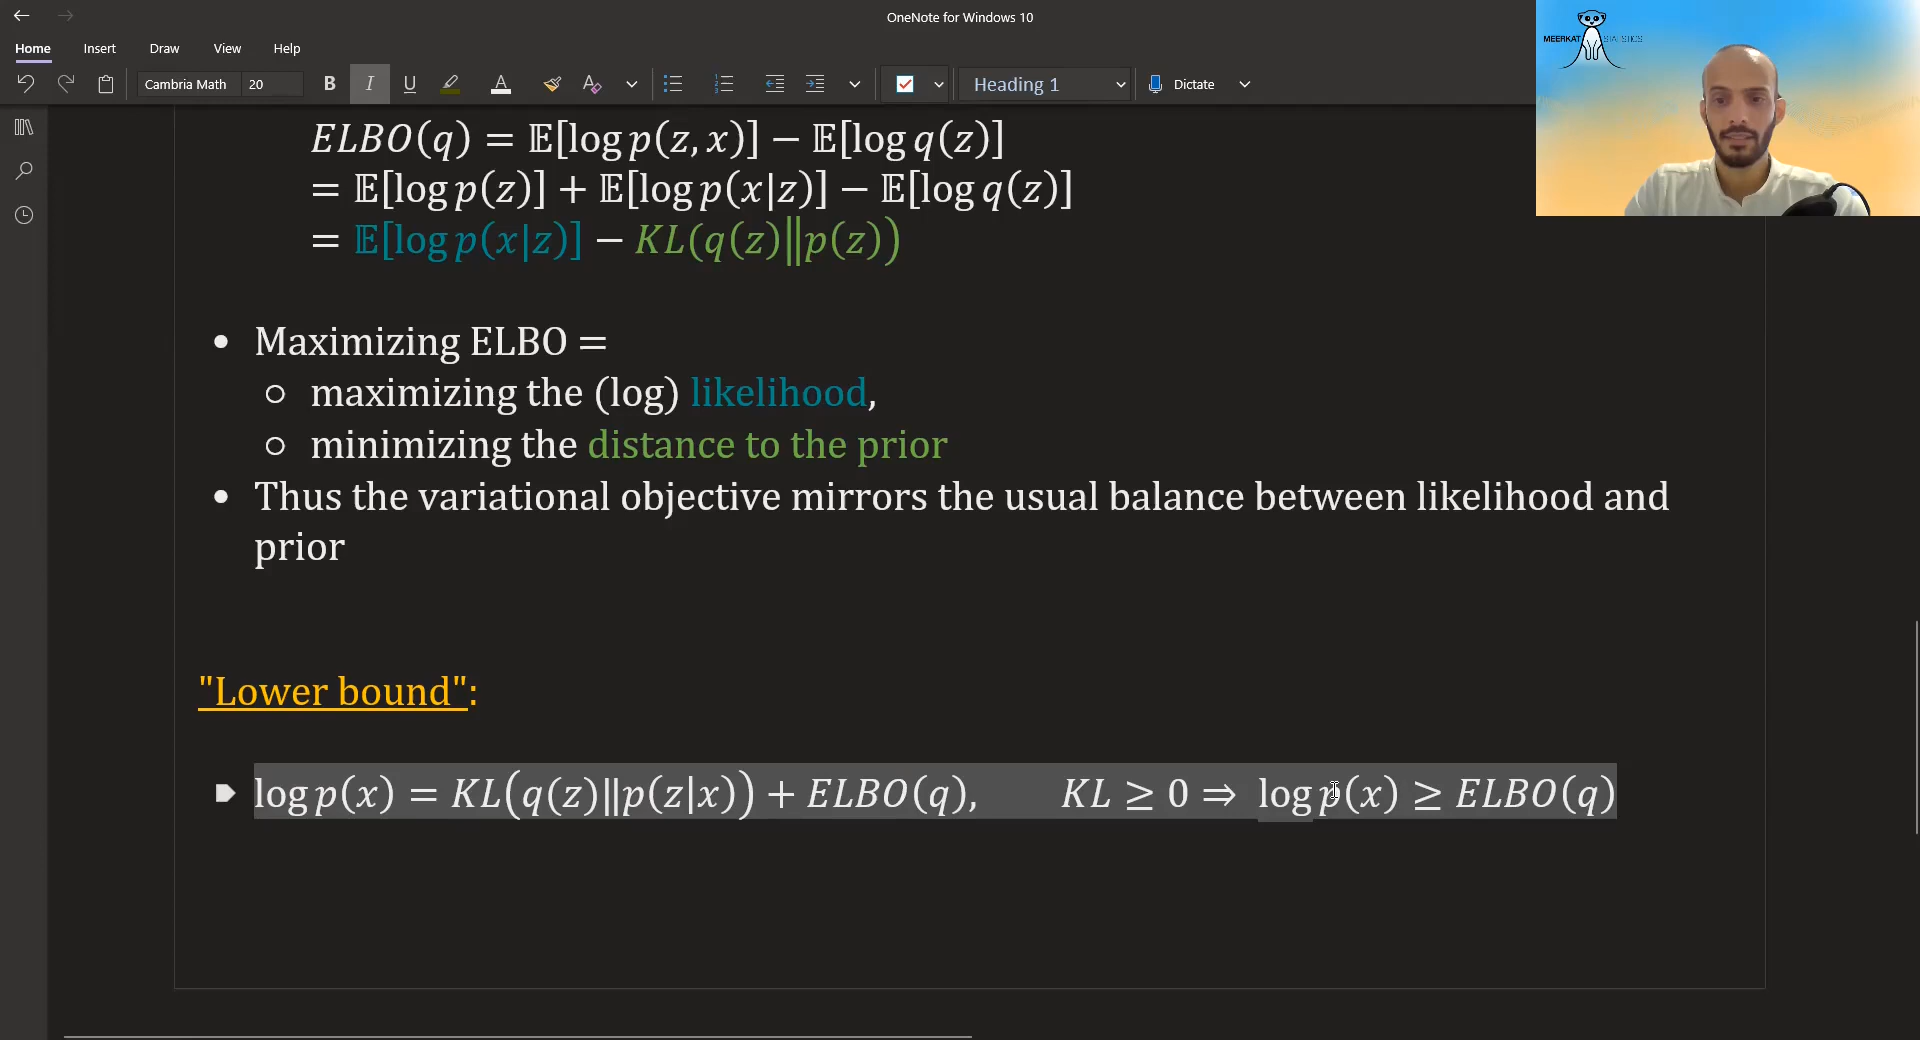 OneNote for Windows 10
Home Insert Draw View Help
Cambria Math 20 B I U A A Heading 1 Dictate
MEERKAT STATISTICS
ELBO(q) = 𝔼[log p(z, x)] − 𝔼[log q(z)]
= 𝔼[log p(z)] + 𝔼[log p(x|z)] − 𝔼[log q(z)]
= 𝔼[log p(x|z)] − KL(q(z)‖p(z))
• Maximizing ELBO =
○ maximizing the (log) likelihood,
○ minimizing the distance to the prior
• Thus the variational objective mirrors the usual balance between likelihood and
prior
"Lower bound":
log p(x) = KL(q(z)‖p(z|x)) + ELBO(q), KL ≥ 0 ⇒ log p(x) ≥ ELBO(q)